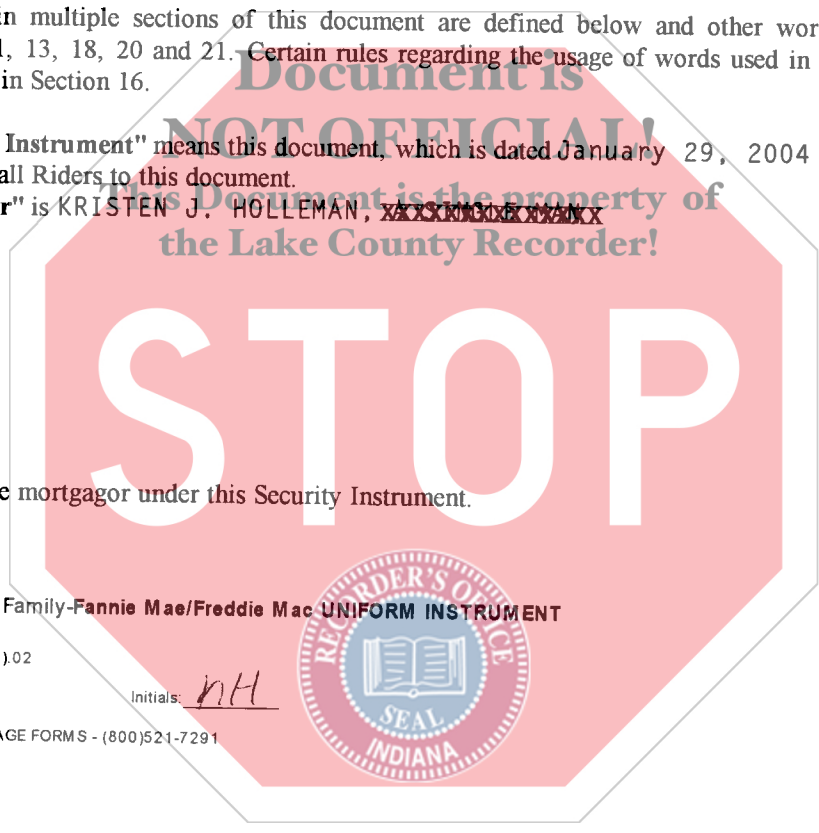 in multiple sections of this document are defined below and other wor
, 13, 18, 20 and 21. Certain rules regarding the usage of words used in
in Section 16.
Document is
NOT OFFICIAL!
Instrument" means this document, which is dated January 29, 2004
all Riders to this document.
This Document is the property of
r" is KRISTEN J. HOLLEMAN,
the Lake County Recorder!
STOP
e mortgagor under this Security Instrument.
Family-Fannie Mae/Freddie Mac UNIFORM INSTRUMENT
).02
Initials:
AGE FORMS - (800)521-7291
RECORDER'S OFFICE
SEAL
INDIANA